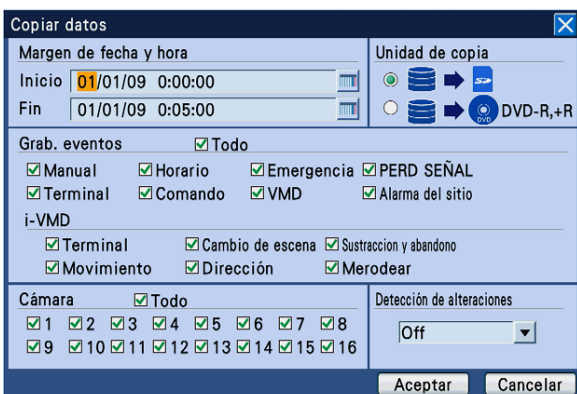 Copiar datos
Margen de fecha y hora
Inicio 01/01/09 0:00:00
Fin 01/01/09 0:05:00
Unidad de copia
SD
DVD DVD-R,+R
Grab. eventos Todo
Manual Horario Emergencia PERD SEÑAL
Terminal Comando VMD Alarma del sitio
i-VMD
Terminal Cambio de escena Sustraccion y abandono
Movimiento Dirección Merodear
Cámara Todo
1 2 3 4 5 6 7 8
9 10 11 12 13 14 15 16
Detección de alteraciones
Off
Aceptar Cancelar